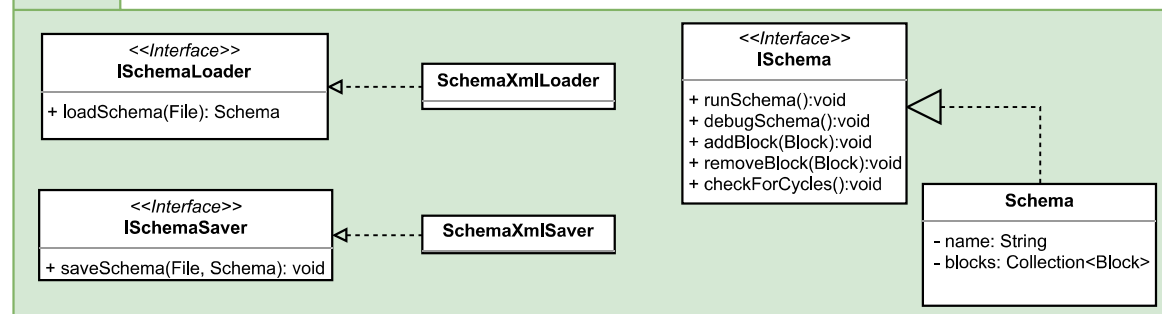 <<Interface>>
ISchemaLoader
+ loadSchema(File): Schema
SchemaXmlLoader
<<Interface>>
ISchemaSaver
+ saveSchema(File, Schema): void
SchemaXmlSaver
<<Interface>>
ISchema
+ runSchema():void
+ debugSchema():void
+ addBlock(Block):void
+ removeBlock(Block):void
+ checkForCycles():void
Schema
- name: String
- blocks: Collection<Block>